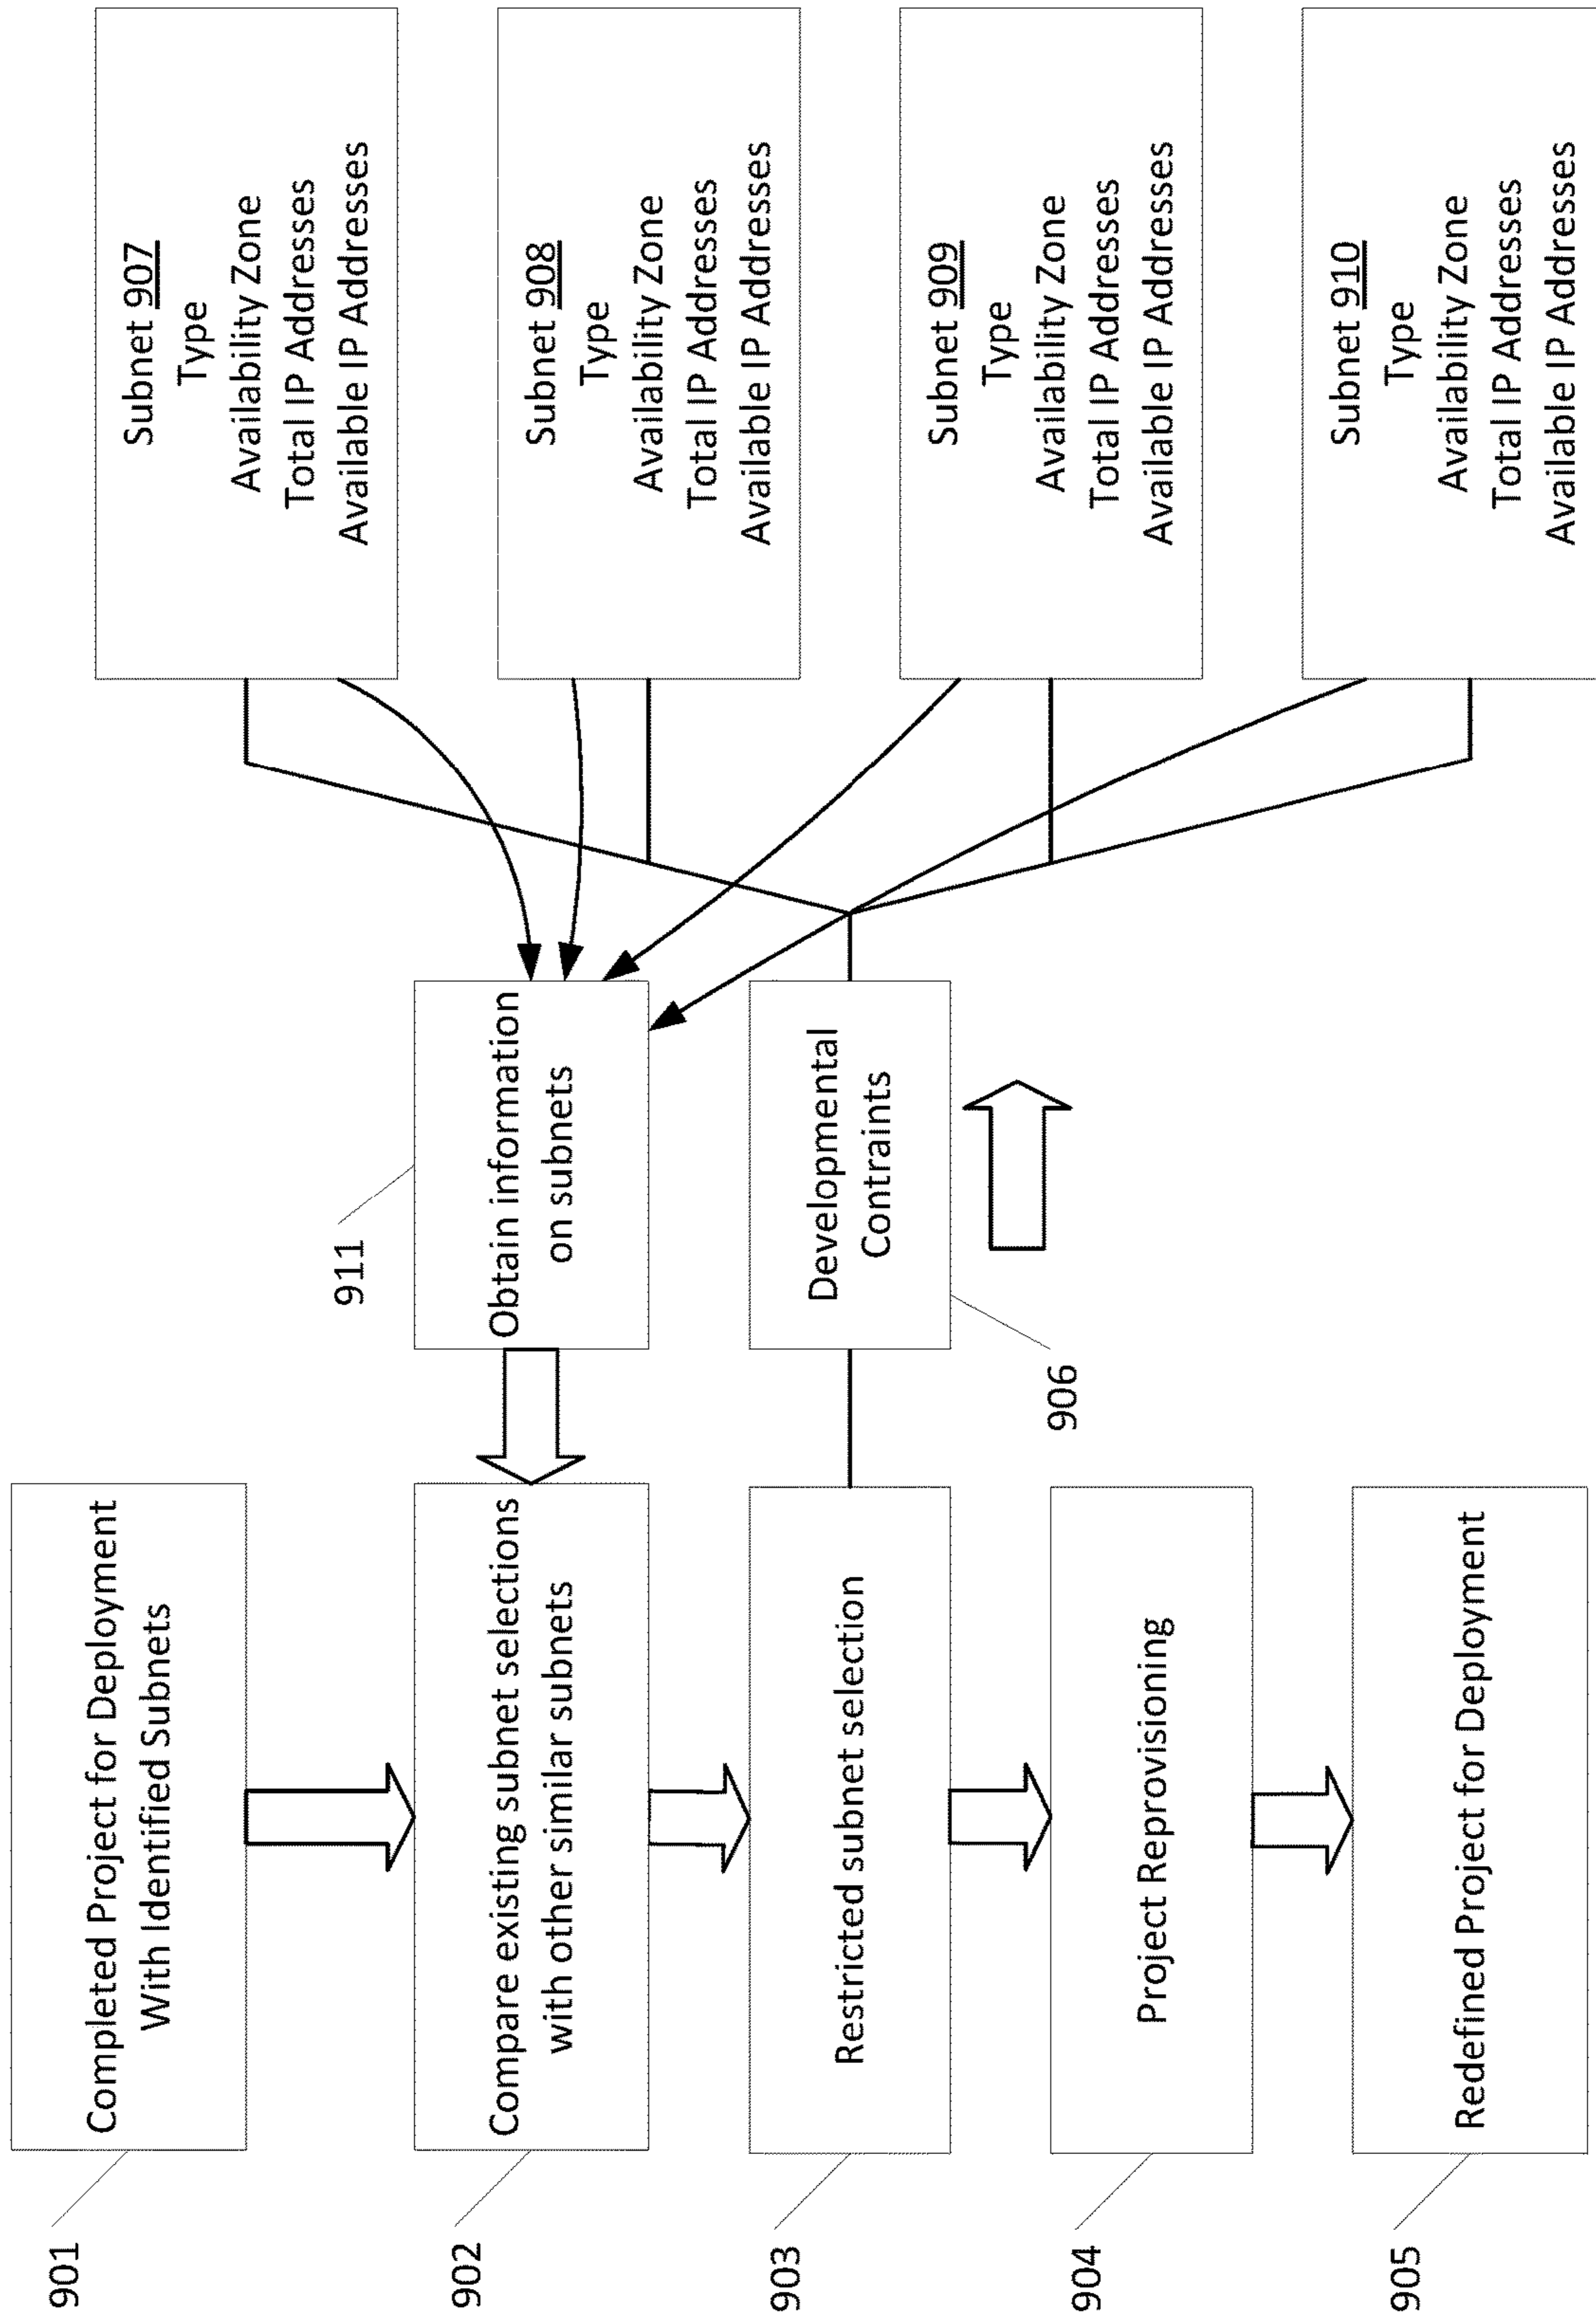 901
Completed Project for Deployment
With Identified Subnets
902
Compare existing subnet selections
with other similar subnets
903
Restricted subnet selection
904
Project Reprovisioning
905
Redefined Project for Deployment
911
Obtain information
on subnets
906
Developmental
Contraints
Subnet 907
Type
Availability Zone
Total IP Addresses
Available IP Addresses
Subnet 908
Type
Availability Zone
Total IP Addresses
Available IP Addresses
Subnet 909
Type
Availability Zone
Total IP Addresses
Available IP Addresses
Subnet 910
Type
Availability Zone
Total IP Addresses
Available IP Addresses